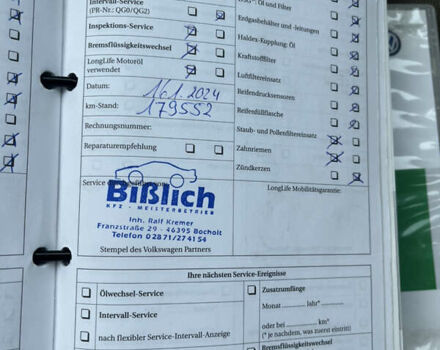 Intervall-Service
(PR-Nr.: QG0/QG2)
Inspektions-Service
Bremsflüssigkeitswechsel
LongLife Motoröl
verwendet
Datum: 16.1.2024
km-Stand: 179552
Rechnungsnummer:
Reparaturempfehlung
Service
Bißlich
KFZ - MEISTERBETRIEB
Inh. Ralf Kremer
Franzstraße 29 - 46395 Bocholt
Telefon 02871/274154
Stempel des Volkswagen Partners
Öl und Filter
Erdgasbehälter und -leitungen
Haldex-Kupplung: Öl
Kraftstofffilter
Luftfiltereinsatz
Reifendrucksensoren
Reifenfüllflasche
Staub- und Pollenfiltereinsatz
Zahnriemen
Zündkerzen
LongLife Mobilitätsgarantie:
Ihre nächsten Service-Ereignisse
Ölwechsel-Service
Intervall-Service
nach flexibler Service-Intervall-Anzeige
Zusatzumfänge
Monat Jahr*
oder bei km*
(* je nachdem, was zuerst eintritt)
Bremsflüssigkeitswechsel